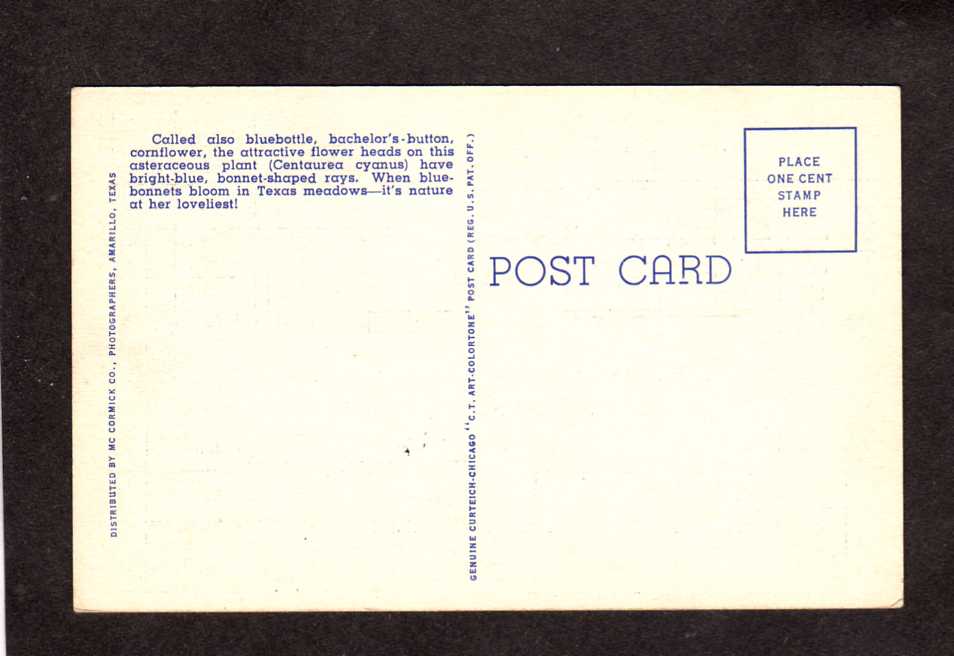 Called also bluebottle, bachelor's-button,
cornflower, the attractive flower heads on this
asteraceous plant (Centaurea cyanus) have
bright-blue, bonnet-shaped rays. When blue-
bonnets bloom in Texas meadows—it's nature
at her loveliest!
DISTRIBUTED BY MC CORMICK CO., PHOTOGRAPHERS, AMARILLO, TEXAS
GENUINE CURTEICH-CHICAGO "C.T. ART-COLORTONE" POST CARD (REG. U.S. PAT. OFF.)
POST CARD
PLACE
ONE CENT
STAMP
HERE